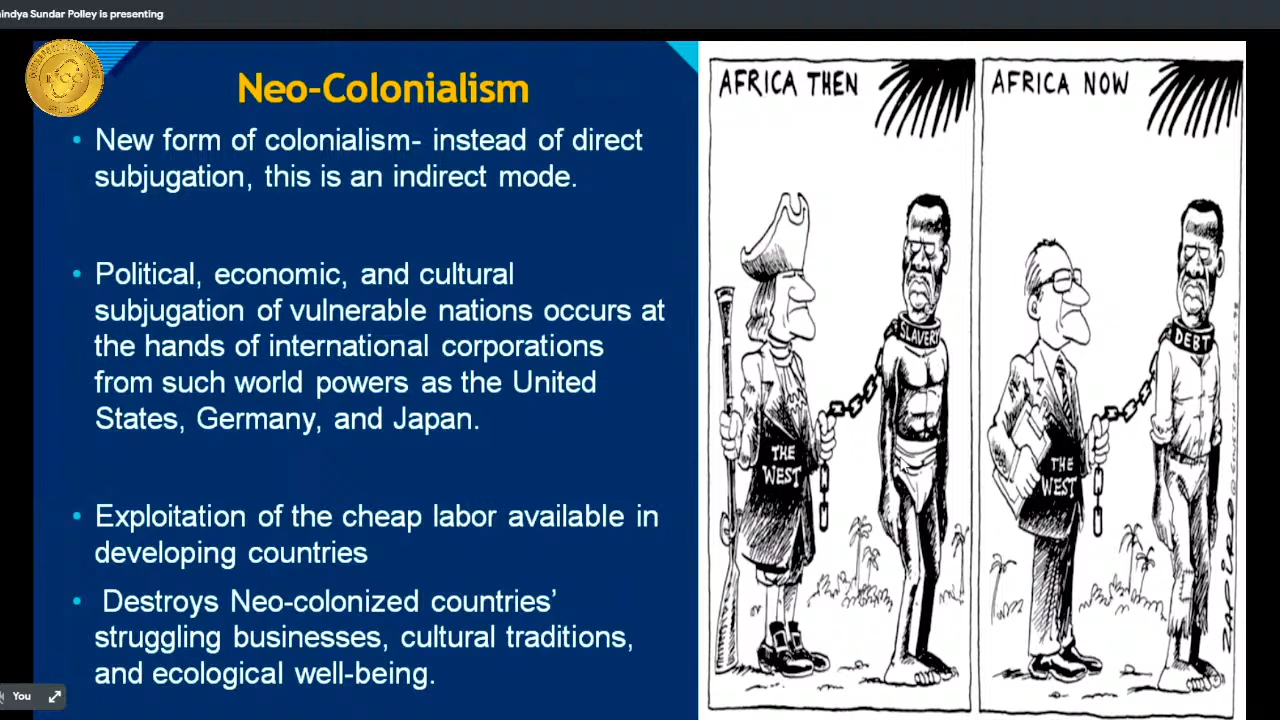 indya Sundar Polley is presenting
Neo-Colonialism
• New form of colonialism- instead of direct
subjugation, this is an indirect mode.
• Political, economic, and cultural
subjugation of vulnerable nations occurs at
the hands of international corporations
from such world powers as the United
States, Germany, and Japan.
• Exploitation of the cheap labor available in
developing countries
• Destroys Neo-colonized countries’
struggling businesses, cultural traditions,
and ecological well-being.
AFRICA THEN
SLAVERY
THE
WEST
AFRICA NOW
DEBT
THE
WEST
ZAPIRO
You